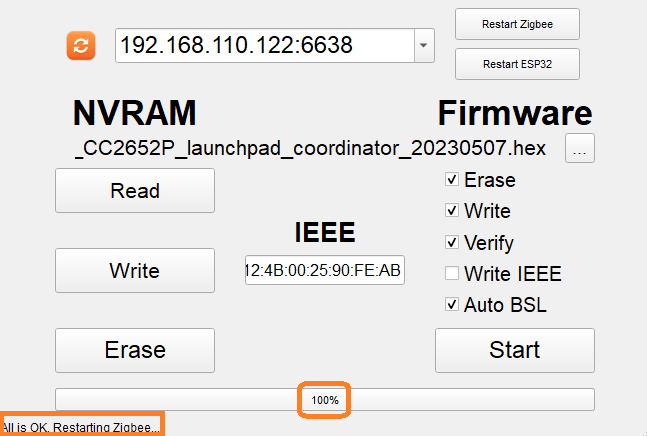 192.168.110.122:6638
Restart Zigbee
Restart ESP32
NVRAM
Firmware
_CC2652P_launchpad_coordinator_20230507.hex
...
Read
Erase
Write
IEEE
Verify
Write
12:4B:00:25:90:FE:AB
Write IEEE
Auto BSL
Erase
Start
100%
All is OK. Restarting Zigbee...